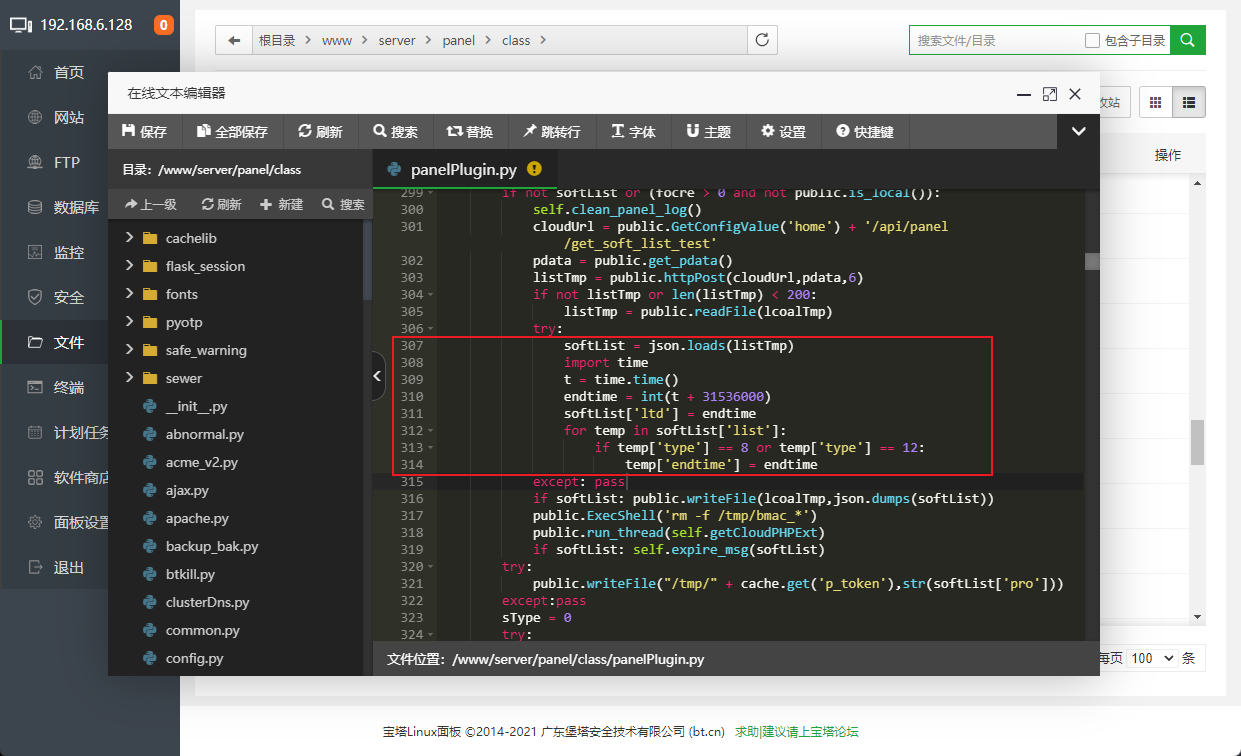 192.168.6.128 0
首页
网站
FTP
数据库
监控
安全
文件
终端
计划任务
软件商店
面板设置
退出
根目录 www server panel class
搜索文件/目录 包含子目录
收站
操作
在线文本编辑器
保存 全部保存 刷新 搜索 替换 跳转行 字体 主题 设置 快捷键
目录: /www/server/panel/class
上一级 刷新 新建 搜索
cachelib
flask_session
fonts
pyotp
safe_warning
sewer
__init__.py
abnormal.py
acme_v2.py
ajax.py
apache.py
backup_bak.py
btkill.py
clusterDns.py
common.py
config.py
panelPlugin.py
299 if not softList or (focre > 0 and not public.is_local()):
300 self.clean_panel_log()
301 cloudUrl = public.GetConfigValue('home') + '/api/panel
/get_soft_list_test'
302 pdata = public.get_pdata()
303 listTmp = public.httpPost(cloudUrl,pdata,6)
304 if not listTmp or len(listTmp) < 200:
305 listTmp = public.readFile(lcoalTmp)
306 try:
307 softList = json.loads(listTmp)
308 import time
309 t = time.time()
310 endtime = int(t + 31536000)
311 softList['ltd'] = endtime
312 for temp in softList['list']:
313 if temp['type'] == 8 or temp['type'] == 12:
314 temp['endtime'] = endtime
315 except: pass
316 if softList: public.writeFile(lcoalTmp,json.dumps(softList))
317 public.ExecShell('rm -f /tmp/bmac_*')
318 public.run_thread(self.getCloudPHPExt)
319 if softList: self.expire_msg(softList)
320 try:
321 public.writeFile("/tmp/" + cache.get('p_token'),str(softList['pro']))
322 except:pass
323 sType = 0
324 try:
文件位置: /www/server/panel/class/panelPlugin.py
每页 100 条
宝塔Linux面板 ©2014-2021 广东堡塔安全技术有限公司 (bt.cn) 求助|建议请上宝塔论坛